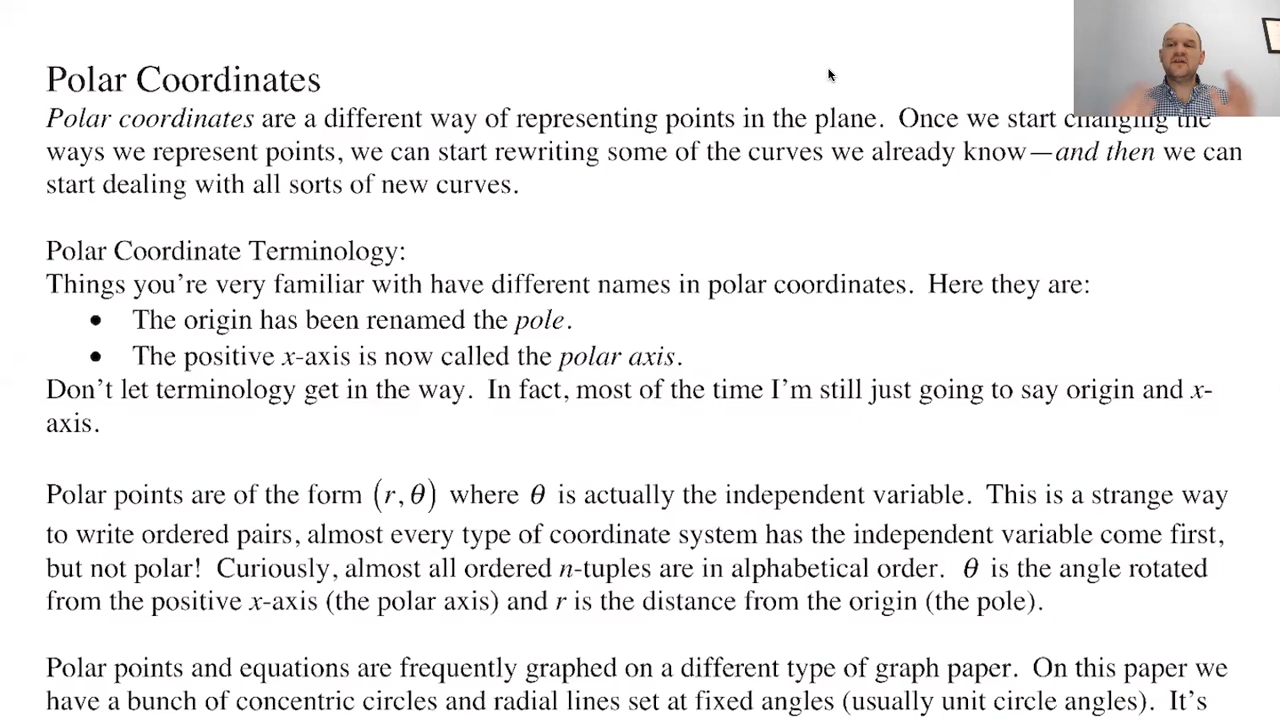 Polar Coordinates
Polar coordinates are a different way of representing points in the plane. Once we start changing the
ways we represent points, we can start rewriting some of the curves we already know—and then we can
start dealing with all sorts of new curves.
Polar Coordinate Terminology:
Things you're very familiar with have different names in polar coordinates. Here they are:
• The origin has been renamed the pole.
• The positive x-axis is now called the polar axis.
Don't let terminology get in the way. In fact, most of the time I'm still just going to say origin and x-
axis.
Polar points are of the form (r, θ) where θ is actually the independent variable. This is a strange way
to write ordered pairs, almost every type of coordinate system has the independent variable come first,
but not polar! Curiously, almost all ordered n-tuples are in alphabetical order. θ is the angle rotated
from the positive x-axis (the polar axis) and r is the distance from the origin (the pole).
Polar points and equations are frequently graphed on a different type of graph paper. On this paper we
have a bunch of concentric circles and radial lines set at fixed angles (usually unit circle angles). It's